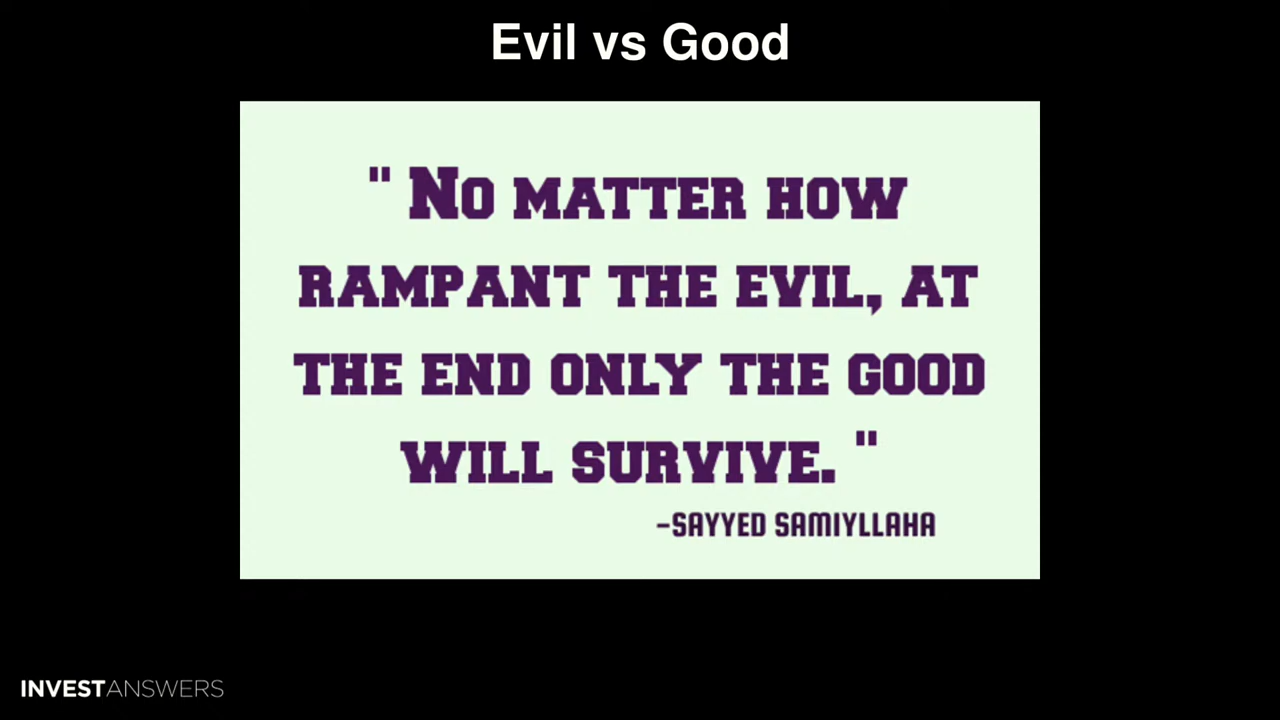 Evil vs Good
" NO MATTER HOW
RAMPANT THE EVIL, AT
THE END ONLY THE GOOD
WILL SURVIVE. "
-SAYYED SAMIYLLAHA
INVESTANSWERS